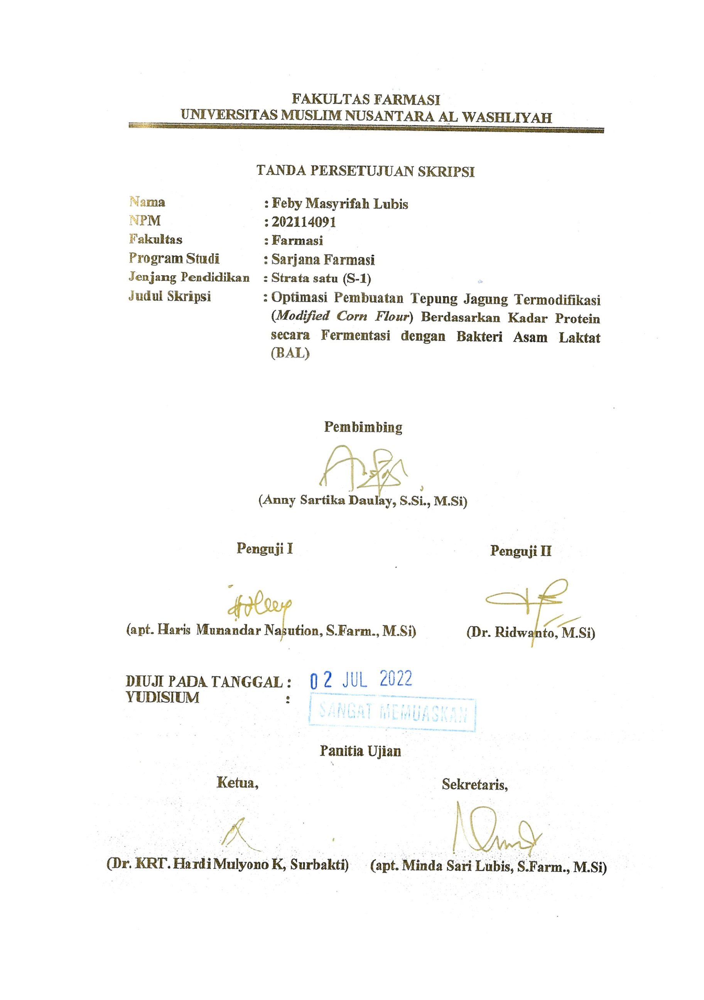 FAKULTAS FARMASI
UNIVERSITAS MUSLIM NUSANTARA AL WASHLIYAH
TANDA PERSETUJUAN SKRIPSI
Nama : Feby Masyrifah Lubis
NPM : 202114091
Fakultas : Farmasi
Program Studi : Sarjana Farmasi
Jenjang Pendidikan : Strata satu (S-1)
Judul Skripsi : Optimasi Pembuatan Tepung Jagung Termodifikasi
(Modified Corn Flour) Berdasarkan Kadar Protein
secara Fermentasi dengan Bakteri Asam Laktat
(BAL)
Pembimbing
(Anny Sartika Daulay, S.Si., M.Si)
Penguji I Penguji II
(apt. Haris Munandar Nasution, S.Farm., M.Si) (Dr. Ridwanto, M.Si)
DIUJI PADA TANGGAL : 02 JUL 2022
YUDISIUM : SANGAT MEMUASKAN
Panitia Ujian
Ketua, Sekretaris,
(Dr. KRT. Hardi Mulyono K, Surbakti) (apt. Minda Sari Lubis, S.Farm., M.Si)